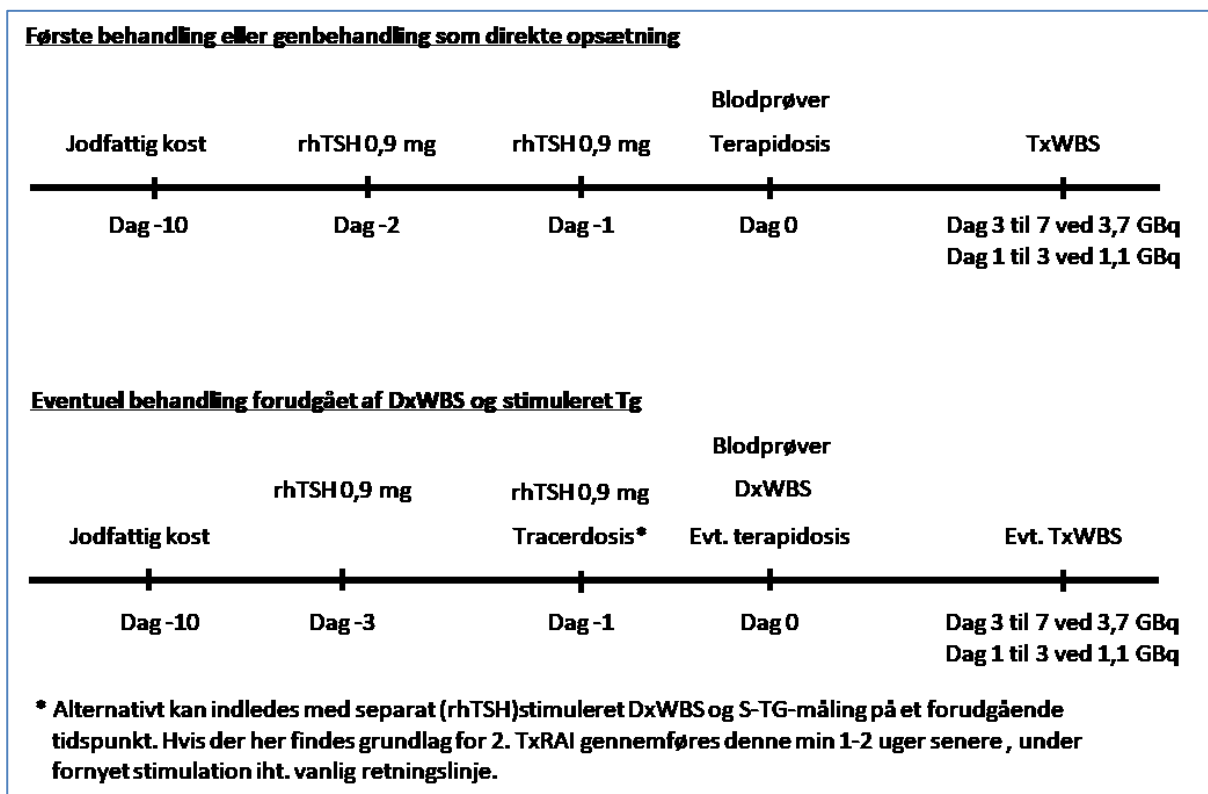 Første behandling eller genbehandling som direkte opsætning
Blodprøver
Jodfattig kost rhTSH 0,9 mg rhTSH 0,9 mg Terapidosis TxWBS
Dag -10 Dag -2 Dag -1 Dag 0 Dag 3 til 7 ved 3,7 GBq
Dag 1 til 3 ved 1,1 GBq
Eventuel behandling forudgået af DxWBS og stimuleret Tg
Blodprøver
rhTSH 0,9 mg rhTSH 0,9 mg DxWBS
Jodfattig kost Tracerdosis* Evt. terapidosis Evt. TxWBS
Dag -10 Dag -3 Dag -1 Dag 0 Dag 3 til 7 ved 3,7 GBq
Dag 1 til 3 ved 1,1 GBq
* Alternativt kan indledes med separat (rhTSH)stimuleret DxWBS og S-TG-måling på et forudgående
tidspunkt. Hvis der her findes grundlag for 2. TxRAI gennemføres denne min 1-2 uger senere , under
fornyet stimulation iht. vanlig retningslinje.